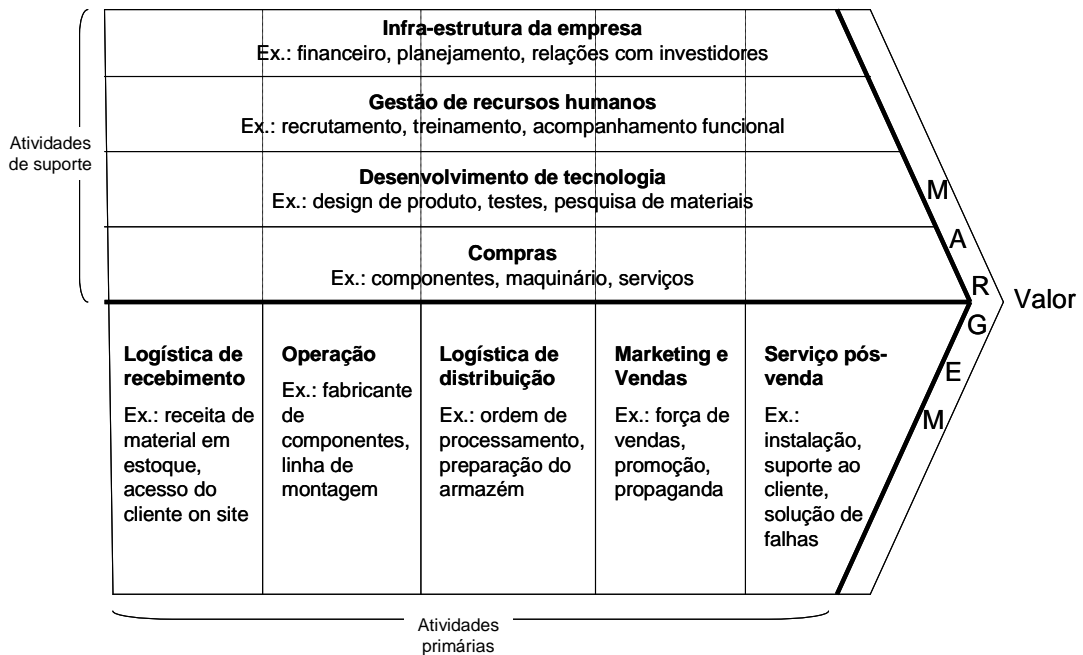 Infra-estrutura da empresa
Ex.: financeiro, planejamento, relações com investidores
Gestão de recursos humanos
Ex.: recrutamento, treinamento, acompanhamento funcional
Atividades
de suporte
Desenvolvimento de tecnologia
Ex.: design de produto, testes, pesquisa de materiais
Compras
Ex.: componentes, maquinário, serviços
M
A
R
G
E
M
Valor
Logística de
recebimento
Ex.: receita de
material em
estoque,
acesso do
cliente on site
Operação
Ex.: fabricante
de
componentes,
linha de
montagem
Logística de
distribuição
Ex.: ordem de
processamento,
preparação do
armazém
Marketing e
Vendas
Ex.: força de
vendas,
promoção,
propaganda
Serviço pós-
venda
Ex.:
instalação,
suporte ao
cliente,
solução de
falhas
Atividades
primárias